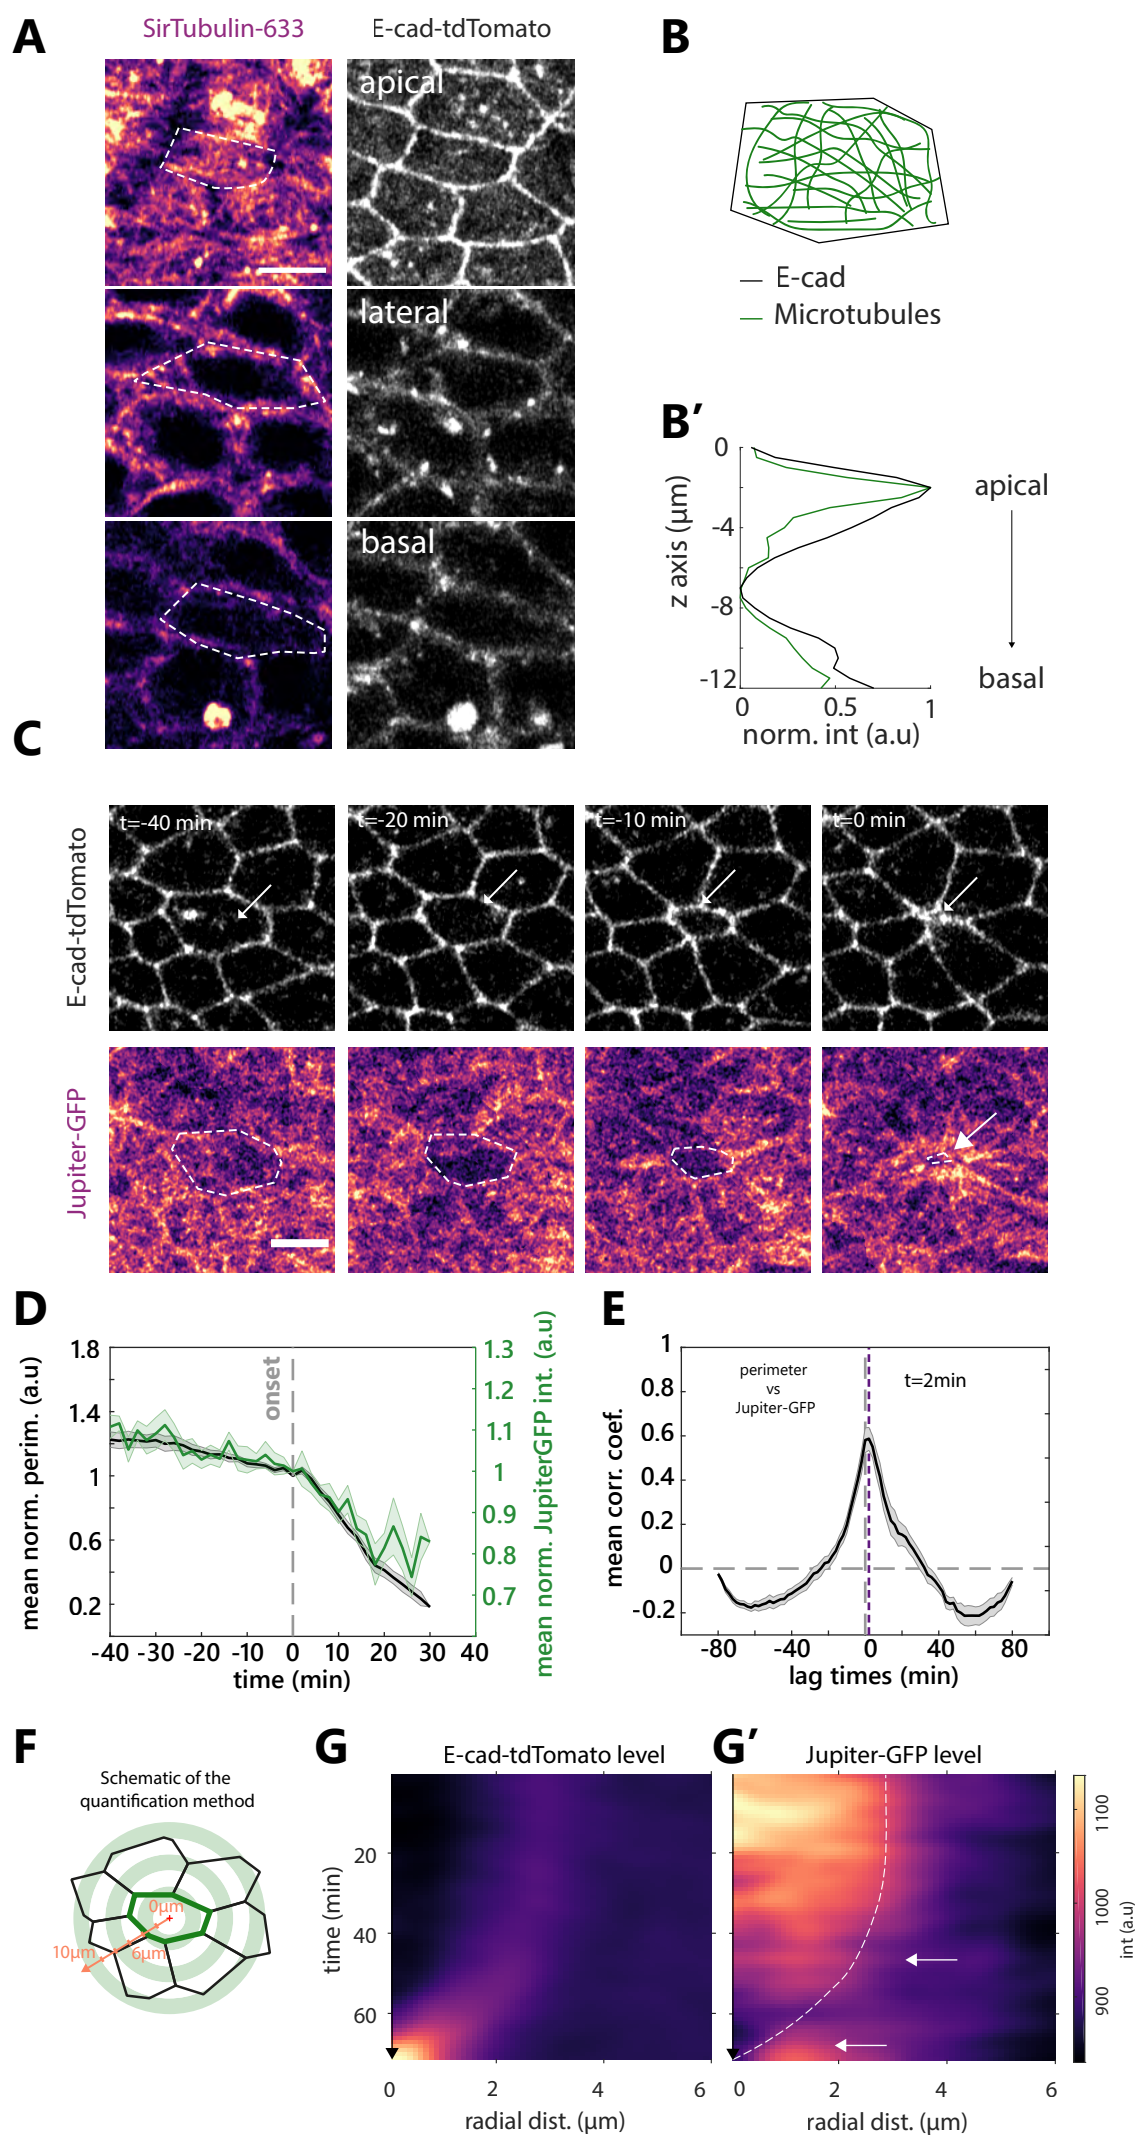 A
SirTubulin-633
E-cad-tdTomato
apical
lateral
basal
B
E-cad
Microtubules
B′
0
-4
-8
-12
z axis (µm)
0
0.5
1
norm. int (a.u)
apical
basal
C
E-cad-tdTomato
t=-40 min
t=-20 min
t=-10 min
t=0 min
Jupiter-GFP
D
1.8
1.4
1
0.6
0.2
mean norm. perim. (a.u)
onset
1.3
1.2
1.1
1
0.9
0.8
0.7
mean norm. JupiterGFP int. (a.u)
-40 -30 -20 -10 0 10 20 30 40
time (min)
E
1
0.8
0.6
0.4
0.2
0
-0.2
mean corr. coef.
perimeter
vs
Jupiter-GFP
t=2min
-80 -40 0 40 80
lag times (min)
F
Schematic of the
quantification method
0µm
6µm
10µm
G
E-cad-tdTomato level
20
40
60
time (min)
0 2 4 6
radial dist. (µm)
G′
Jupiter-GFP level
0 2 4 6
radial dist. (µm)
1100
1000
900
int (a.u)